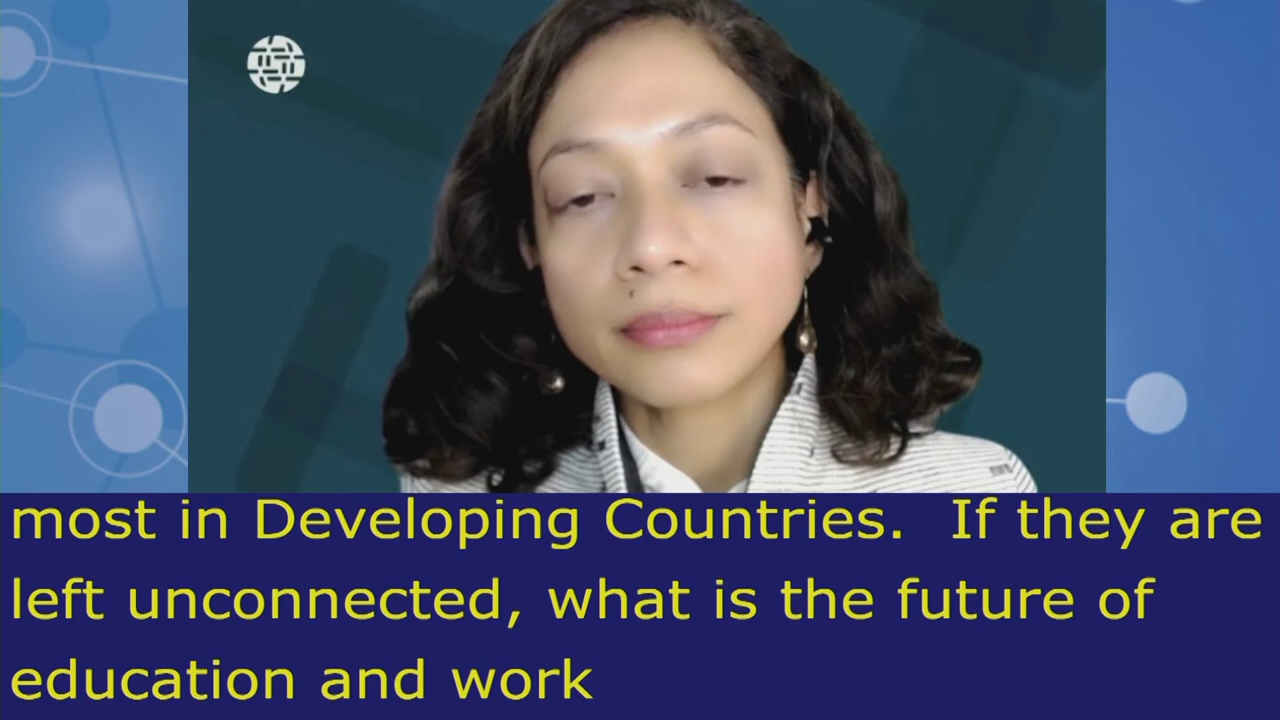 most in Developing Countries.  If they are
left unconnected, what is the future of
education and work